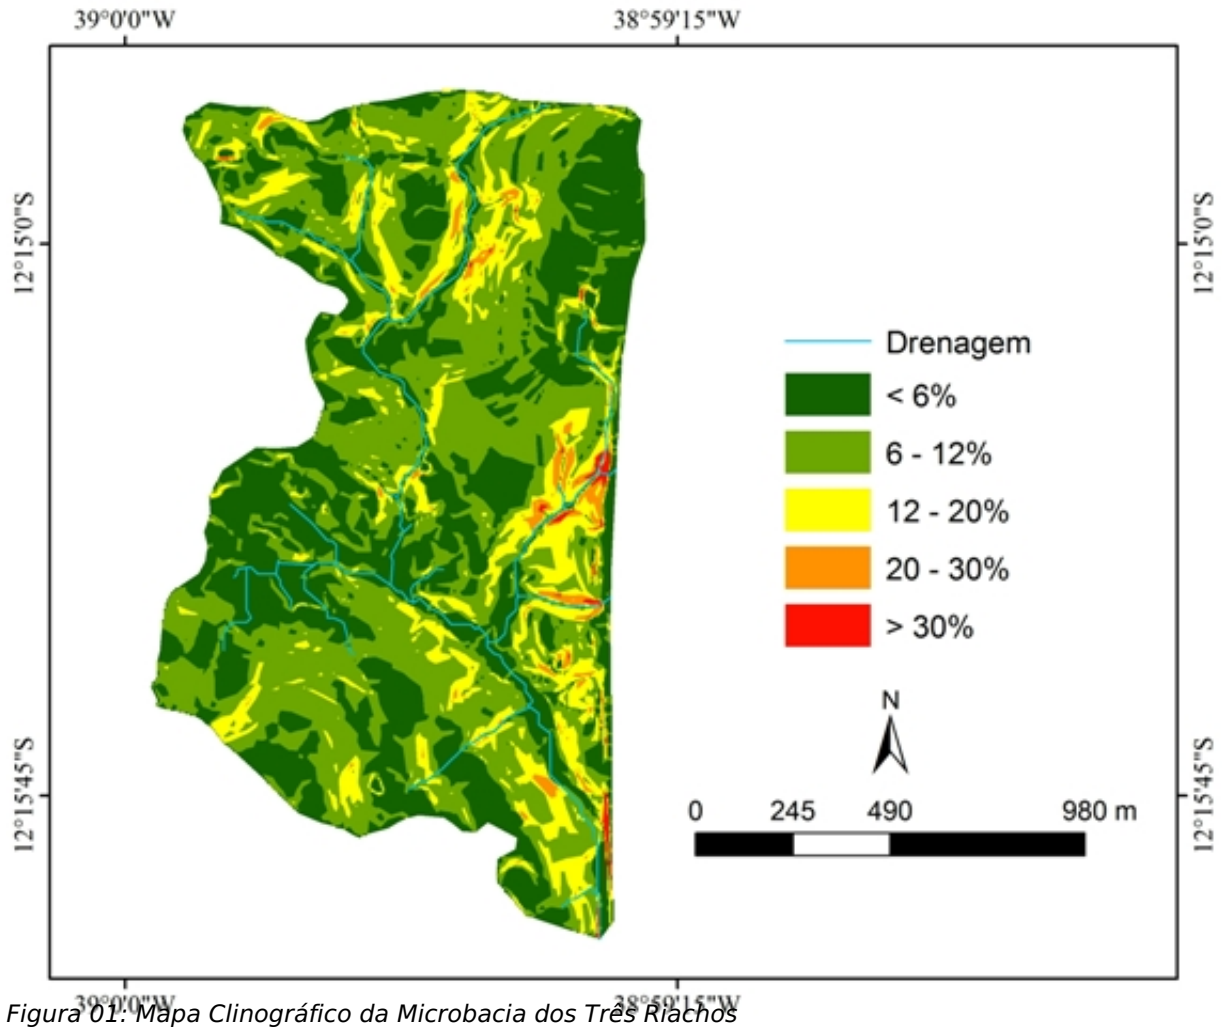 39°0'0"W 38°59'15"W
12°15'0"S 12°15'0"S
Drenagem
< 6%
6 - 12%
12 - 20%
20 - 30%
> 30%
N
12°15'45"S 12°15'45"S
0 245 490 980 m
39°0'0"W 38°59'15"W
Figura 01: Mapa Clinográfico da Microbacia dos Três Riachos